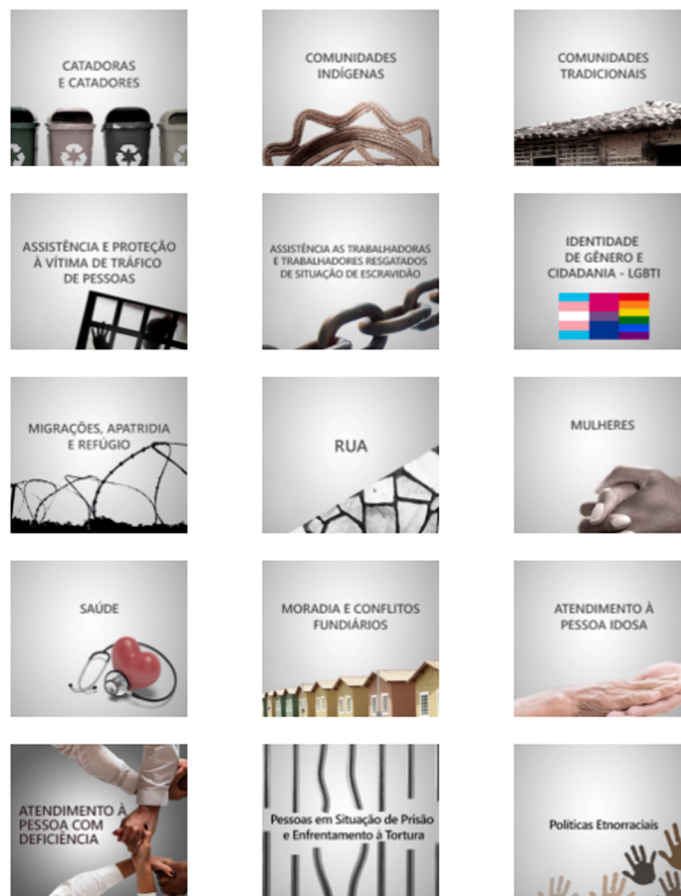 CATADORAS
E CATADORES
COMUNIDADES
INDÍGENAS
COMUNIDADES
TRADICIONAIS
ASSISTÊNCIA E PROTEÇÃO
À VÍTIMA DE TRÁFICO
DE PESSOAS
ASSISTÊNCIA AS TRABALHADORAS
E TRABALHADORES RESGATADOS
DE SITUAÇÃO DE ESCRAVIDÃO
IDENTIDADE
DE GÊNERO E
CIDADANIA - LGBTI
MIGRAÇÕES, APATRIDIA
E REFÚGIO
RUA
MULHERES
SAÚDE
MORADIA E CONFLITOS
FUNDIÁRIOS
ATENDIMENTO À
PESSOA IDOSA
ATENDIMENTO À
PESSOA COM
DEFICIÊNCIA
Pessoas em Situação de Prisão
e Enfrentamento à Tortura
Políticas Etnorraciais